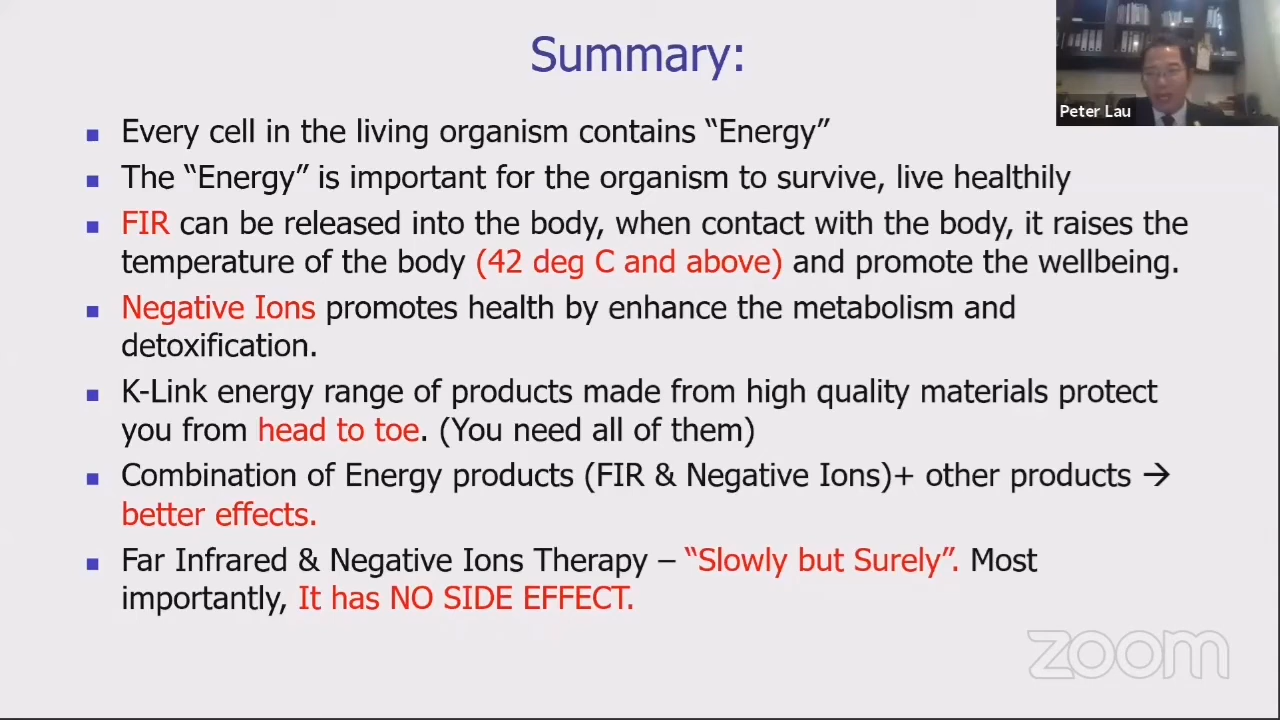 Summary:
Peter Lau
Every cell in the living organism contains “Energy”
The “Energy” is important for the organism to survive, live healthily
FIR can be released into the body, when contact with the body, it raises the
temperature of the body (42 deg C and above) and promote the wellbeing.
Negative Ions promotes health by enhance the metabolism and
detoxification.
K-Link energy range of products made from high quality materials protect
you from head to toe. (You need all of them)
Combination of Energy products (FIR & Negative Ions)+ other products →
better effects.
Far Infrared & Negative Ions Therapy – “Slowly but Surely”. Most
importantly, It has NO SIDE EFFECT.
zoom